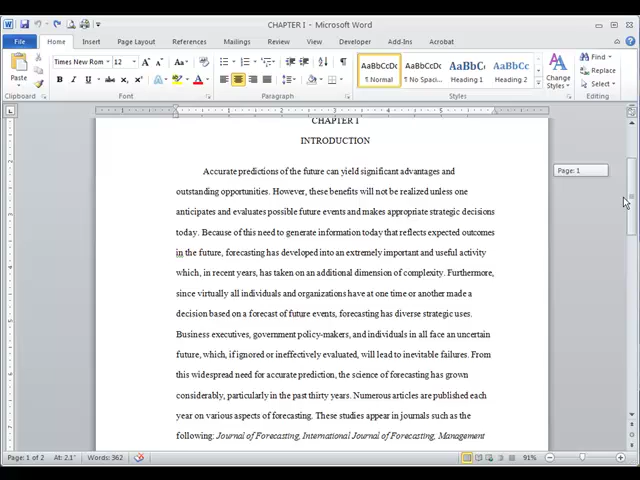 CHAPTER I - Microsoft Word
File Home Insert Page Layout References Mailings Review View Developer Add-Ins Acrobat
Times New Rom 12
AaBbCcDc AaBbCcDc AaBbC AaBbCc
Paste ¶ Normal ¶ No Spaci... Heading 1 Heading 2 Change Styles Find Replace Select
Clipboard Font Paragraph Styles Editing
CHAPTER I
INTRODUCTION
Page: 1
Accurate predictions of the future can yield significant advantages and
outstanding opportunities. However, these benefits will not be realized unless one
anticipates and evaluates possible future events and makes appropriate strategic decisions
today. Because of this need to generate information today that reflects expected outcomes
in the future, forecasting has developed into an extremely important and useful activity
which, in recent years, has taken on an additional dimension of complexity. Furthermore,
since virtually all individuals and organizations have at one time or another made a
decision based on a forecast of future events, forecasting has diverse strategic uses.
Business executives, government policy-makers, and individuals in all face an uncertain
future, which, if ignored or ineffectively evaluated, will lead to inevitable failures. From
this widespread need for accurate prediction, the science of forecasting has grown
considerably, particularly in the past thirty years. Numerous articles are published each
year on various aspects of forecasting. These studies appear in journals such as the
following: Journal of Forecasting, International Journal of Forecasting, Management
Page: 1 of 2 At: 2.1" Words: 362 91%